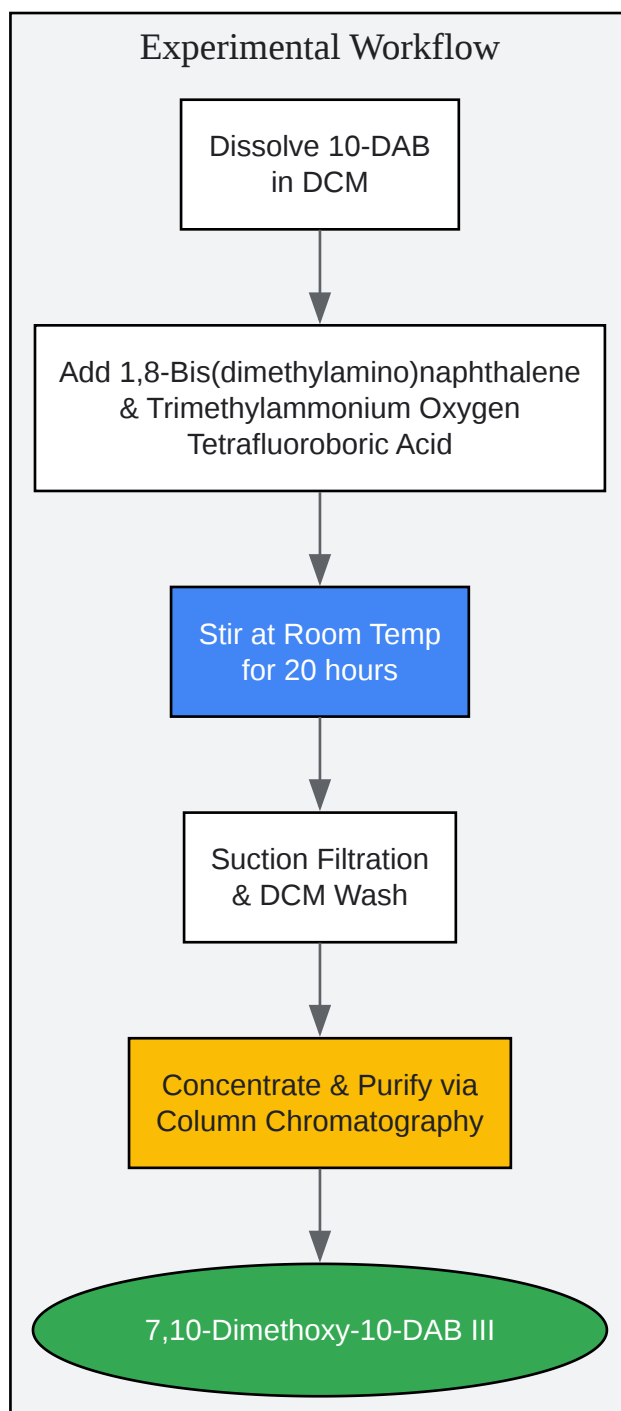 Experimental Workflow
Dissolve 10-DAB
in DCM
Add 1,8-Bis(dimethylamino)naphthalene
& Trimethylammonium Oxygen
Tetrafluoroboric Acid
Stir at Room Temp
for 20 hours
Suction Filtration
& DCM Wash
Concentrate & Purify via
Column Chromatography
7,10-Dimethoxy-10-DAB III